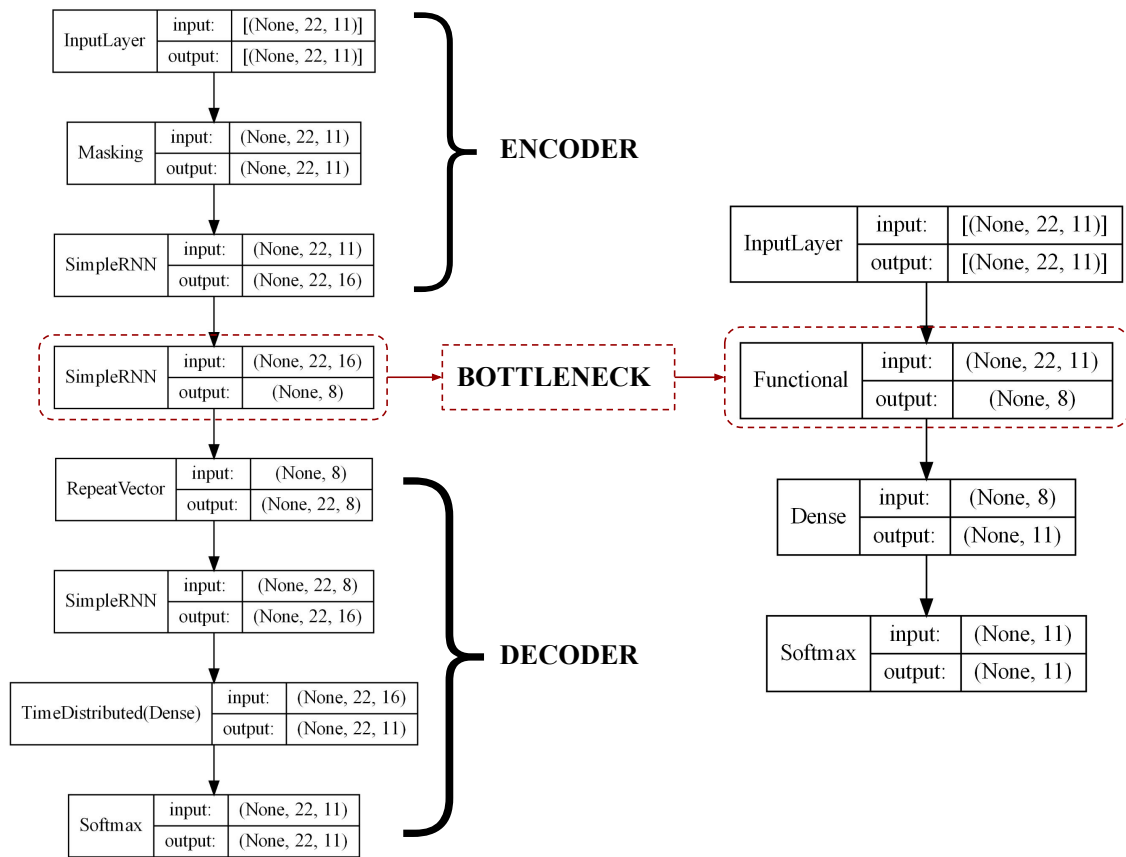 InputLayer input: [(None, 22, 11)]
output: [(None, 22, 11)]
Masking input: (None, 22, 11)
output: (None, 22, 11)
SimpleRNN input: (None, 22, 11)
output: (None, 22, 16)
ENCODER
SimpleRNN input: (None, 22, 16)
output: (None, 8)
BOTTLENECK
RepeatVector input: (None, 8)
output: (None, 22, 8)
SimpleRNN input: (None, 22, 8)
output: (None, 22, 16)
TimeDistributed(Dense) input: (None, 22, 16)
output: (None, 22, 11)
Softmax input: (None, 22, 11)
output: (None, 22, 11)
DECODER
InputLayer input: [(None, 22, 11)]
output: [(None, 22, 11)]
Functional input: (None, 22, 11)
output: (None, 8)
Dense input: (None, 8)
output: (None, 11)
Softmax input: (None, 11)
output: (None, 11)